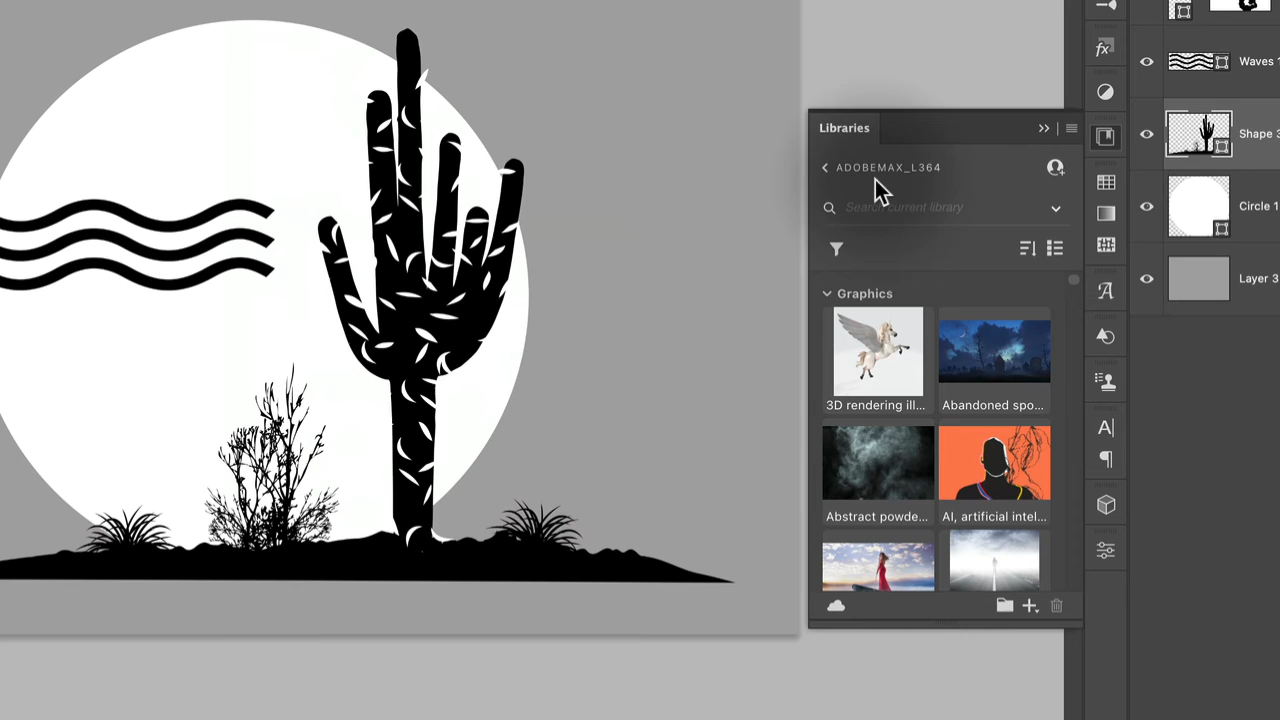 Libraries
ADOBEMAX_L364
Search current library
Graphics
3D rendering ill...
Abandoned spo...
Abstract powde...
AI, artificial intel...
fx
Waves 1
Shape 3
Circle 1
Layer 3